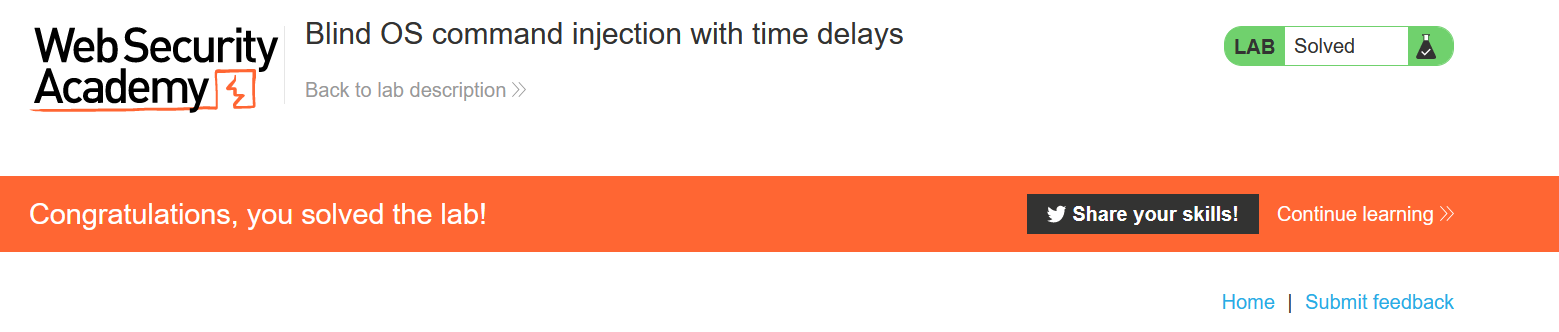 Web Security
Academy
Blind OS command injection with time delays
Back to lab description
LAB Solved
Congratulations, you solved the lab!
Share your skills!
Continue learning
Home | Submit feedback